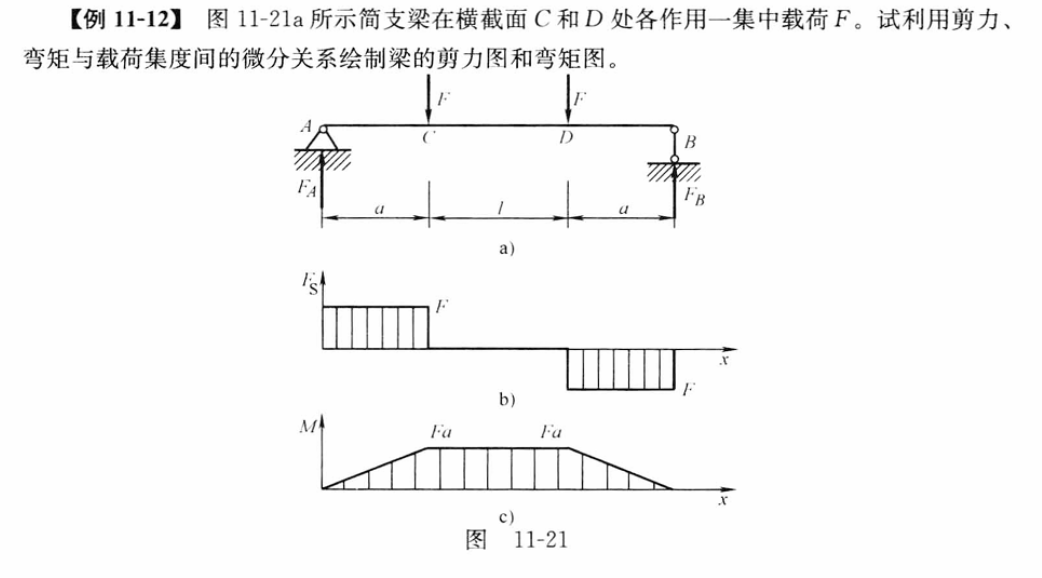 【例 11-12】 图 11-21a 所示简支梁在横截面 C 和 D 处各作用一集中载荷 F。试利用剪力、
弯矩与载荷集度间的微分关系绘制梁的剪力图和弯矩图。
F F
A C D B
F_A F_B
a l a
a)
F_S F
x
F
b)
M Fa Fa
x
c)
图 11-21